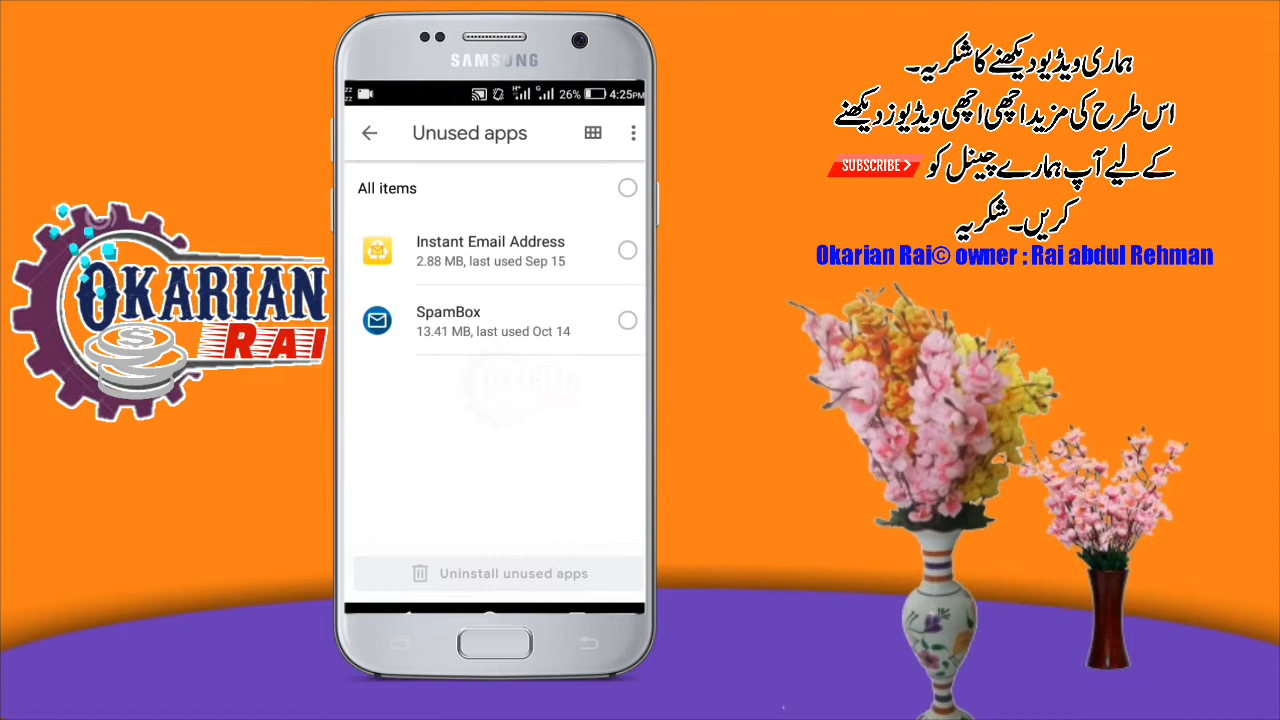 OKARIAN
RAI
SAMSUNG
26% 4:25PM
Unused apps
All items
Instant Email Address
2.88 MB, last used Sep 15
SpamBox
13.41 MB, last used Oct 14
Uninstall unused apps
ہماری ویڈیو دیکھنے کا شکریہ۔
اس طرح کی مزید اچھی اچھی ویڈیوز دیکھنے
کے لیے آپ ہمارے چینل کو SUBSCRIBE
کریں۔ شکریہ
Okarian Rai© owner : Rai abdul Rehman